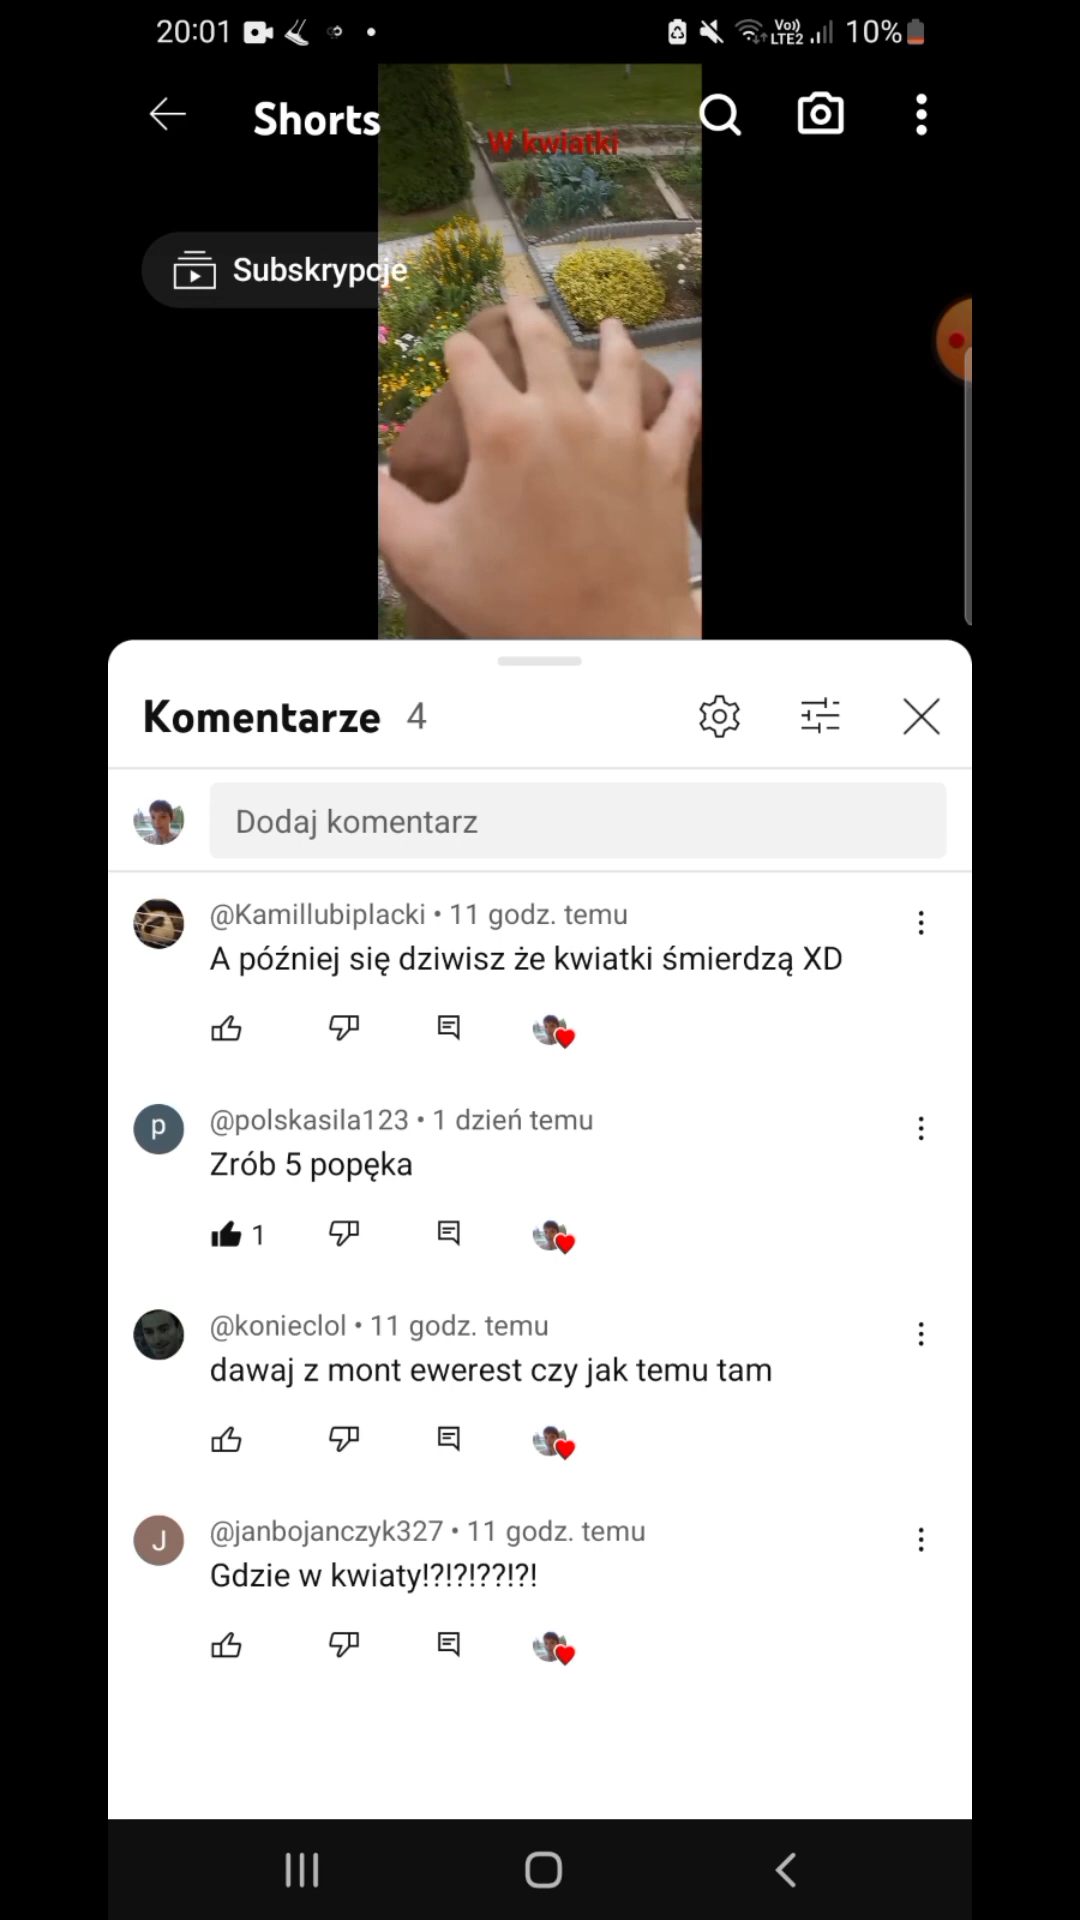 20:01
Vo))
LTE2
10%
Shorts
W kwiatki
Subskrypcje
Komentarze 4
Dodaj komentarz
@Kamillubiplacki • 11 godz. temu
A później się dziwisz że kwiatki śmierdzą XD
P
@polskasila123 • 1 dzień temu
Zrób 5 popęka
1
@konieclol • 11 godz. temu
dawaj z mont ewerest czy jak temu tam
J
@janbojanczyk327 • 11 godz. temu
Gdzie w kwiaty!?!?!??!?!